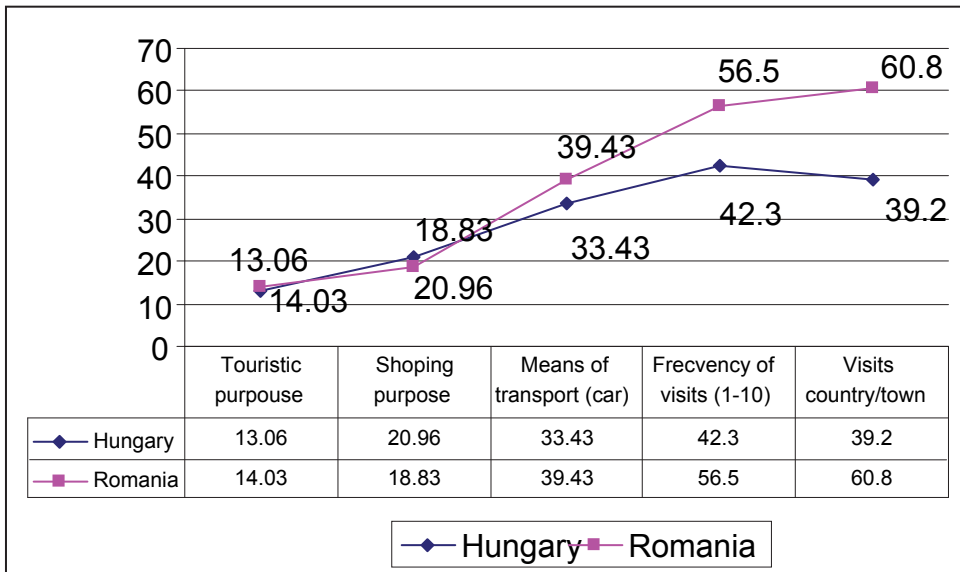 70
60
50
40
30
20
10
0
60.8
56.5
39.43
39.2
42.3
18.83
33.43
13.06
20.96
14.03
Touristic purpouse
Shoping purpose
Means of transport (car)
Frecvency of visits (1-10)
Visits country/town
Hungary 13.06 20.96 33.43 42.3 39.2
Romania 14.03 18.83 39.43 56.5 60.8
Hungary Romania